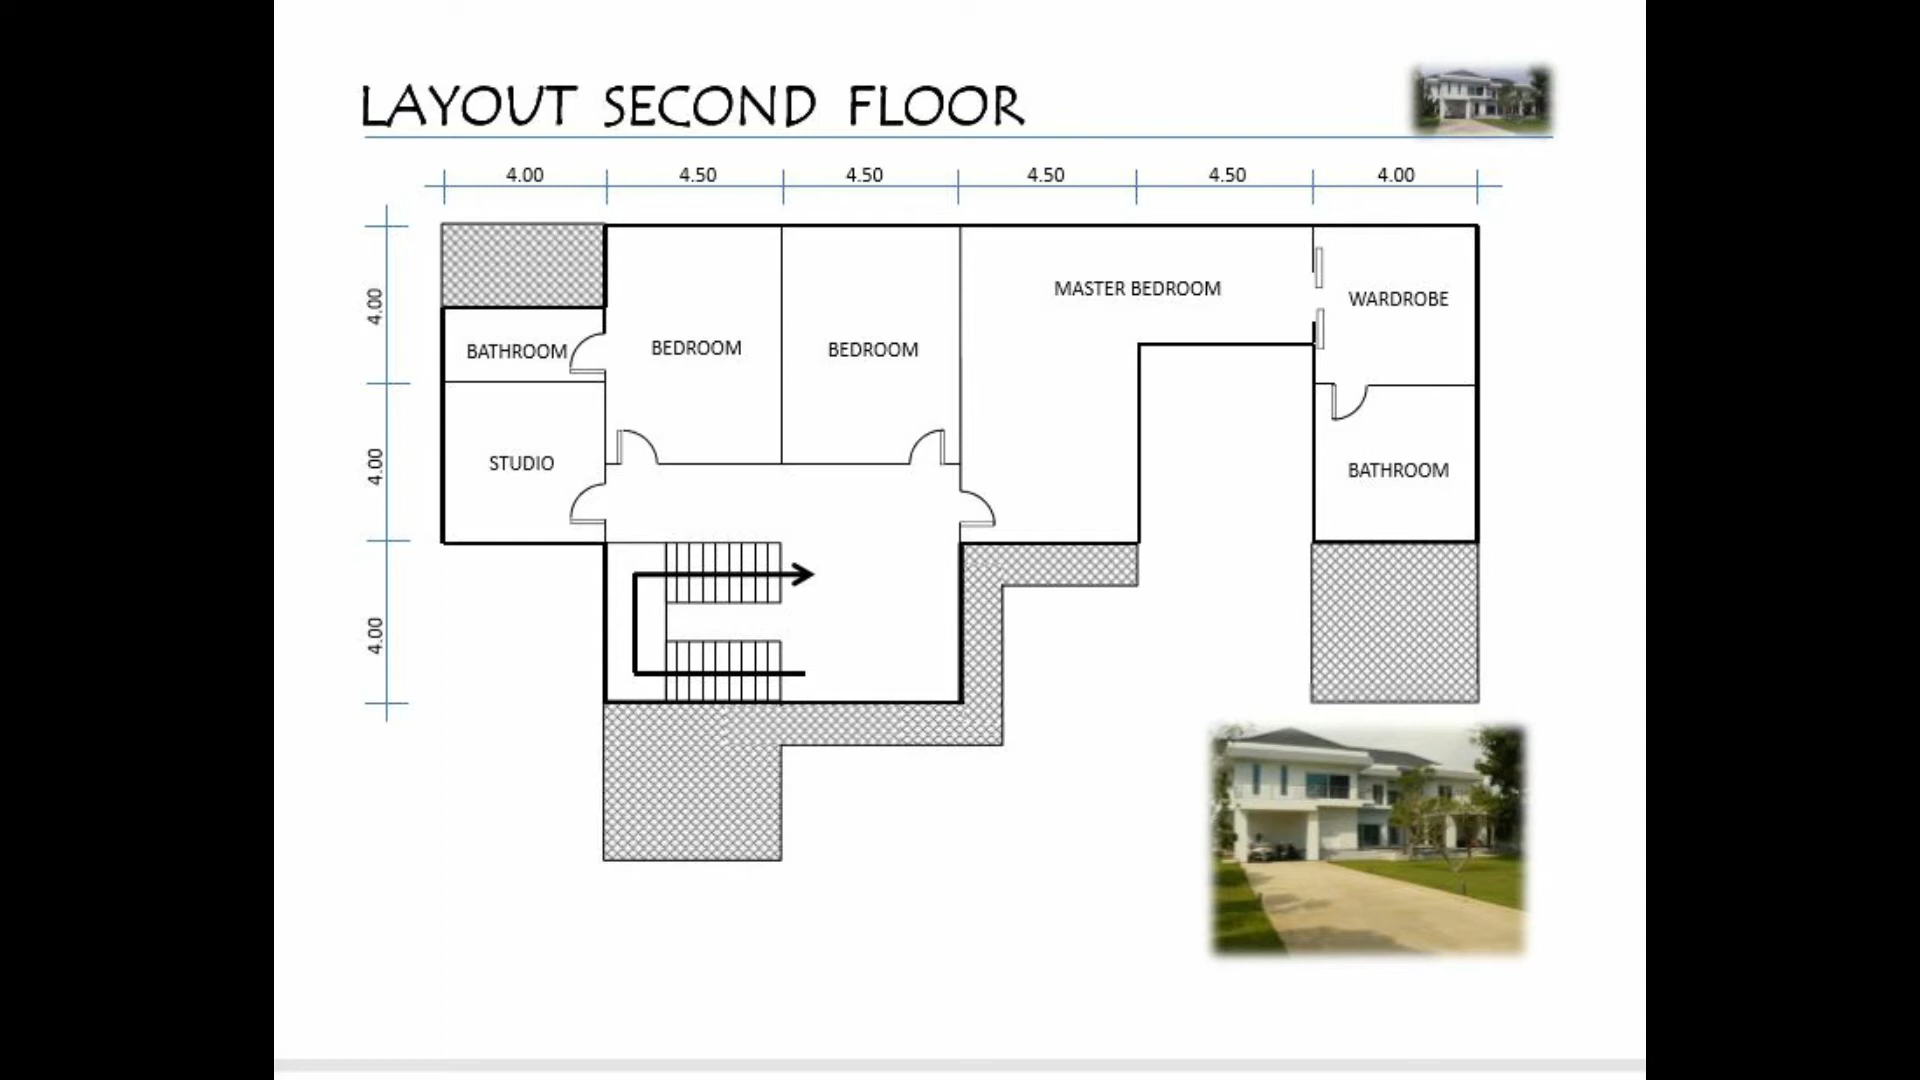 LAYOUT SECOND FLOOR
4.00 4.50 4.50 4.50 4.50 4.00
4.00
4.00
4.00
MASTER BEDROOM
WARDROBE
BATHROOM
BEDROOM
BEDROOM
STUDIO
BATHROOM